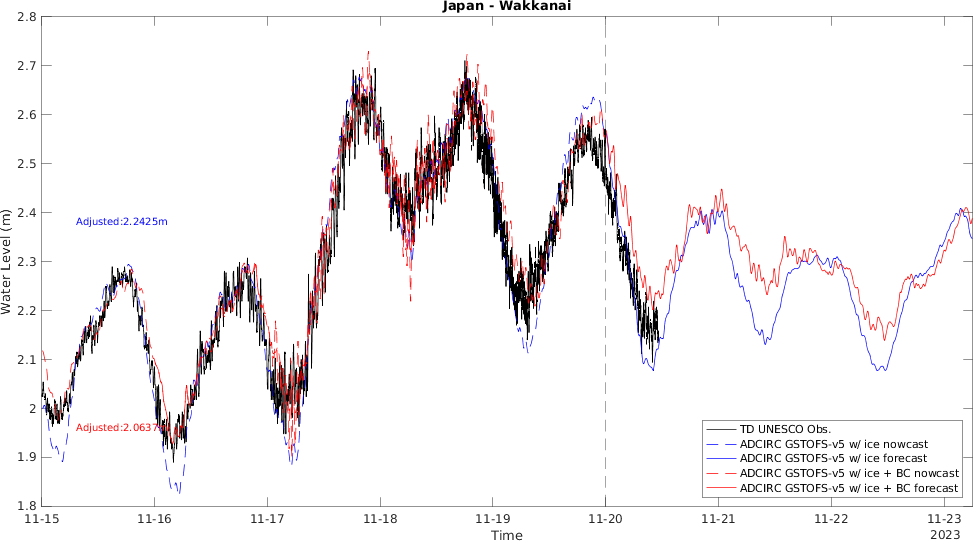 Japan - Wakkanai
Water Level (m)
2.8
2.7
2.6
2.5
2.4
2.3
2.2
2.1
2
1.9
1.8
Adjusted:2.2425m
Adjusted:2.0637
TD UNESCO Obs.
ADCIRC GSTOFS-v5 w/ ice nowcast
ADCIRC GSTOFS-v5 w/ ice forecast
ADCIRC GSTOFS-v5 w/ ice + BC nowcast
ADCIRC GSTOFS-v5 w/ ice + BC forecast
11-15 11-16 11-17 11-18 11-19 11-20 11-21 11-22 11-23
Time
2023